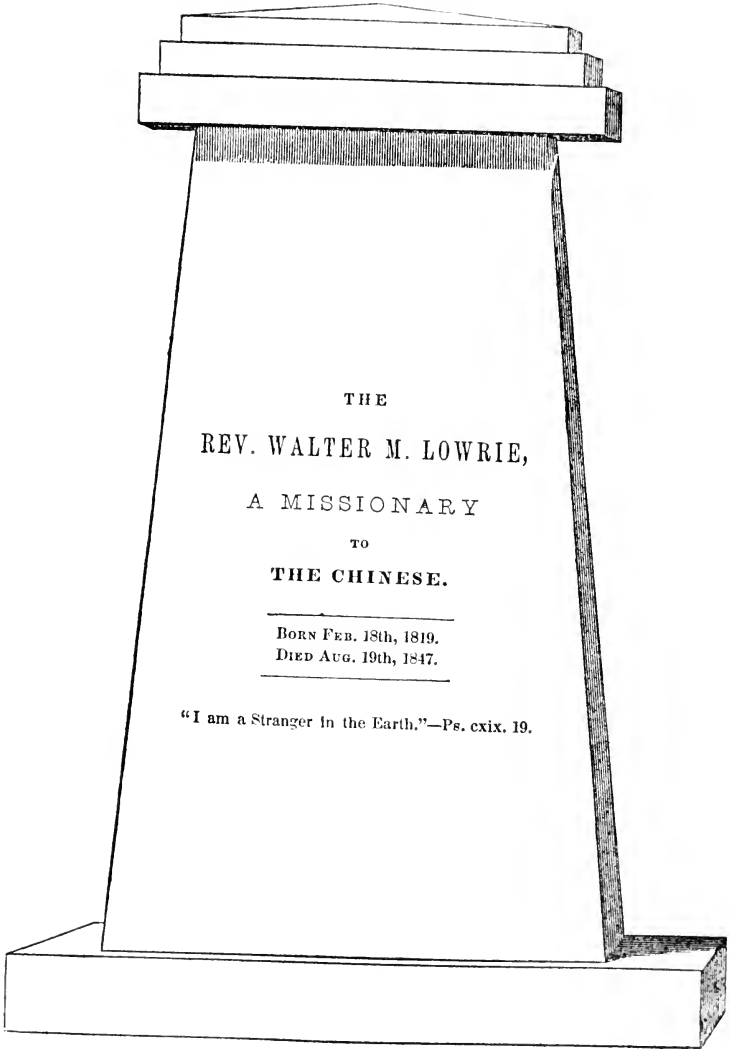 THE
REV. WALTER M. LOWRIE,
A MISSIONARY
TO
THE CHINESE.
BORN FEB. 18th, 1819.
DIED AUG. 19th, 1847.
"I am a Stranger in the Earth."—Ps. cxix. 19.